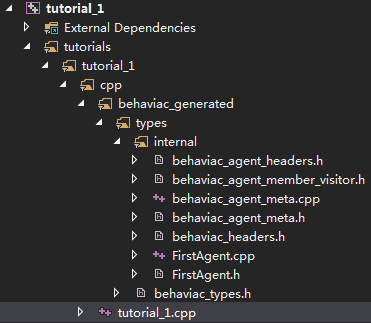 tutorial_1
External Dependencies
tutorials
tutorial_1
cpp
behaviac_generated
types
internal
behaviac_agent_headers.h
behaviac_agent_member_visitor.h
behaviac_agent_meta.cpp
behaviac_agent_meta.h
behaviac_headers.h
FirstAgent.cpp
FirstAgent.h
behaviac_types.h
tutorial_1.cpp